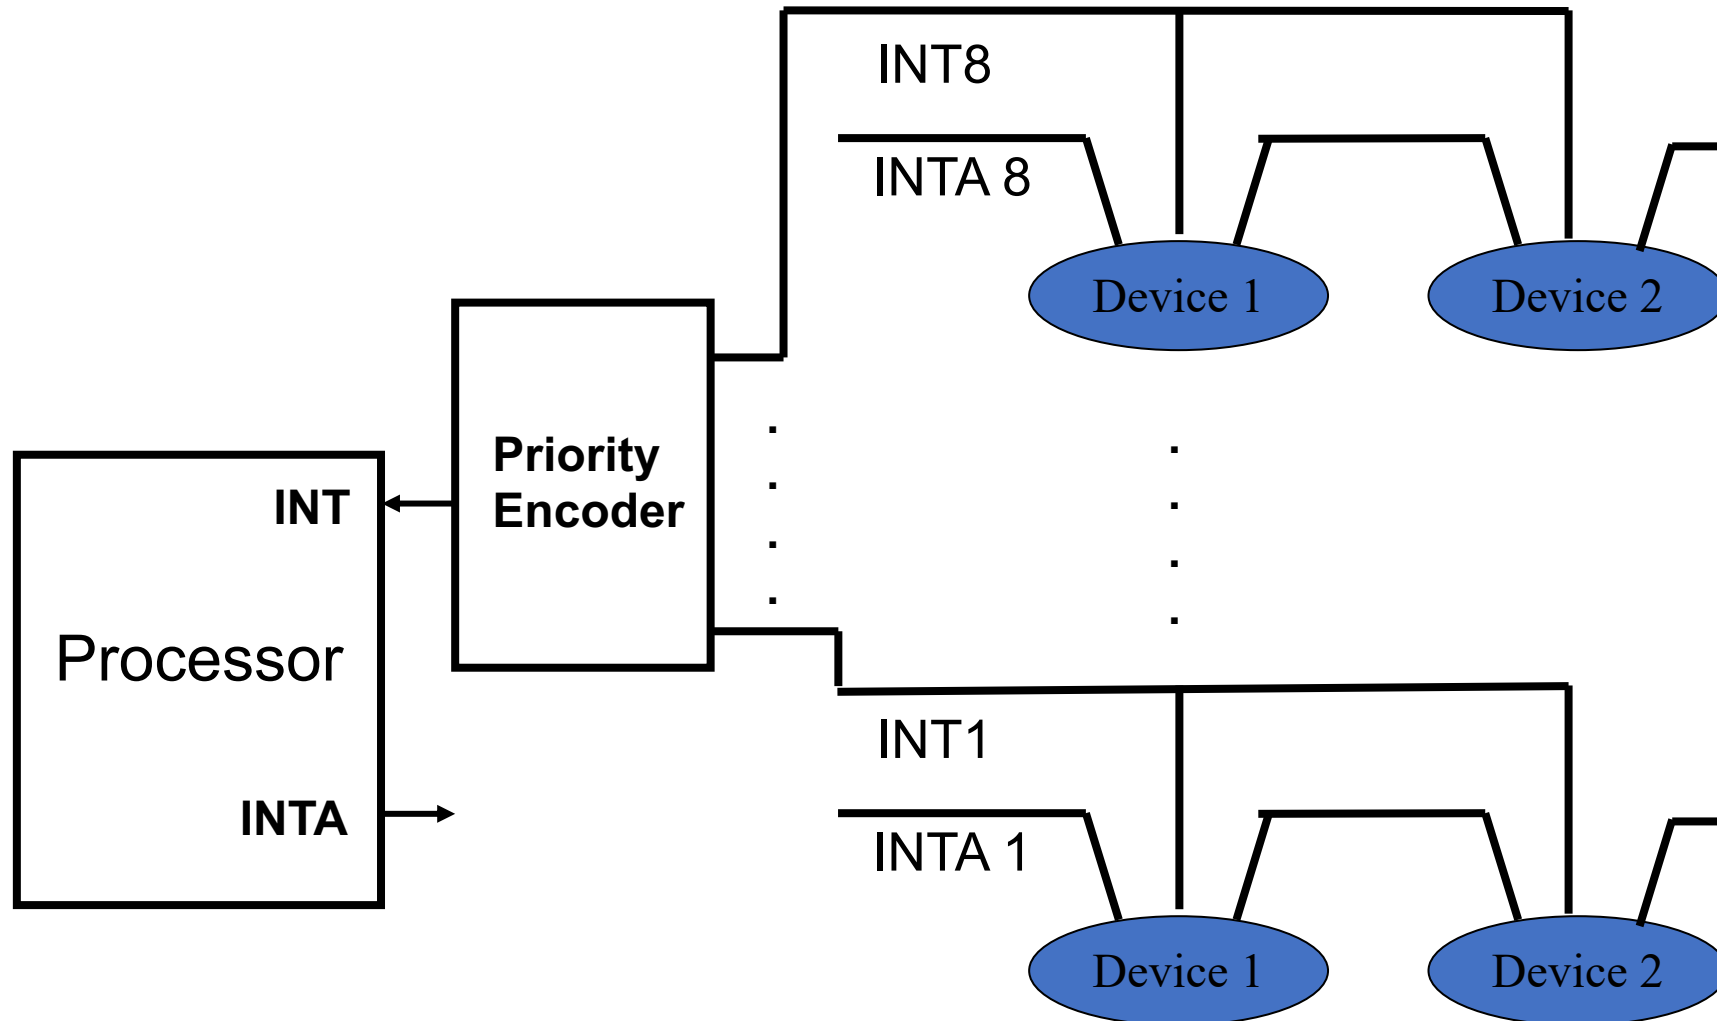 INT8
INTA 8
Device 1
Device 2
Priority
Encoder
INT
Processor
INTA
INT1
INTA 1
Device 1
Device 2